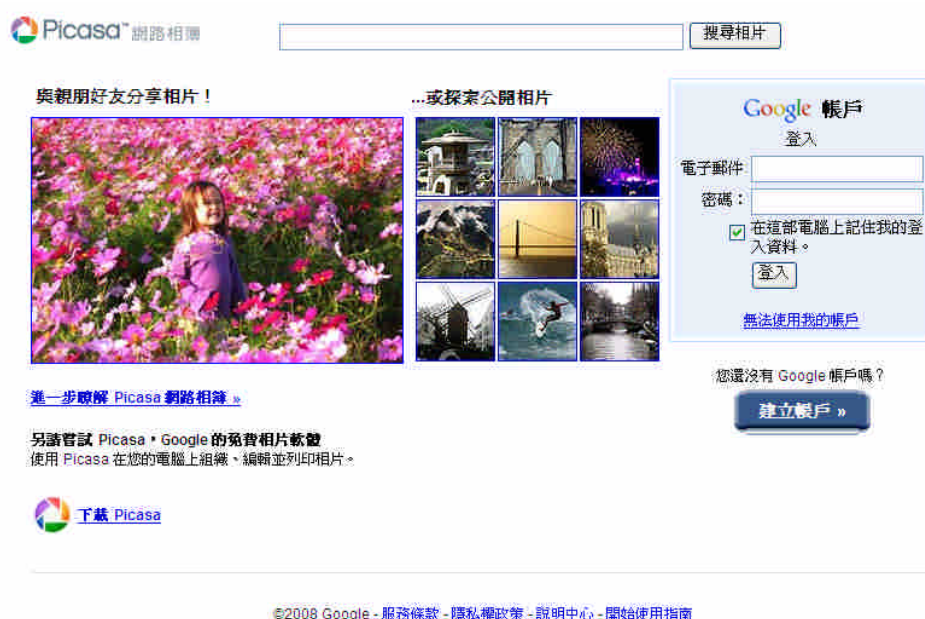 Picasa™ 網路相簿
搜尋相片
與親朋好友分享相片！
...或探索公開相片
Google 帳戶
登入
電子郵件
密碼：
在這部電腦上記住我的登
入資料。
登入
無法使用我的帳戶
您還沒有 Google 帳戶嗎？
建立帳戶 »
進一步瞭解 Picasa 網路相簿 »
另請嘗試 Picasa，Google 的免費相片軟體
使用 Picasa 在您的電腦上組織、編輯並列印相片。
下載 Picasa
©2008 Google - 服務條款 - 隱私權政策 - 說明中心 - 開始使用指南